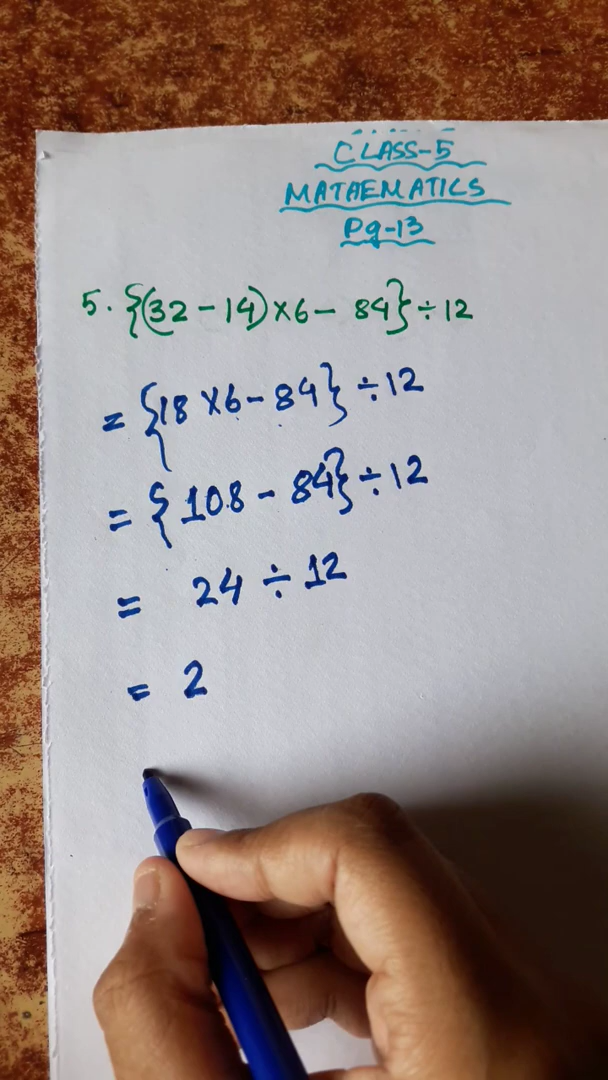 CLASS-5
MATHEMATICS
Pg-13
5. {(32-14)×6- 84}÷12
= {18 ×6-84} ÷12
= {108 - 84}÷12
= 24 ÷ 12
= 2